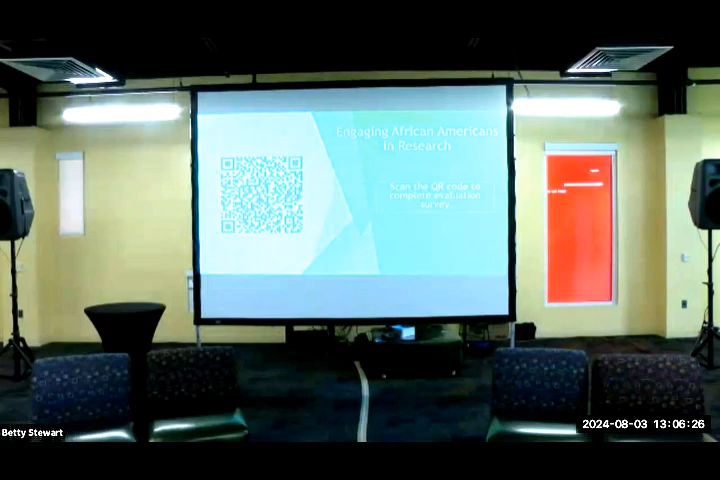 Engaging African Americans
in Research
Scan the QR code to
complete evaluation
survey
2024-08-03 13:06:26
Betty Stewart